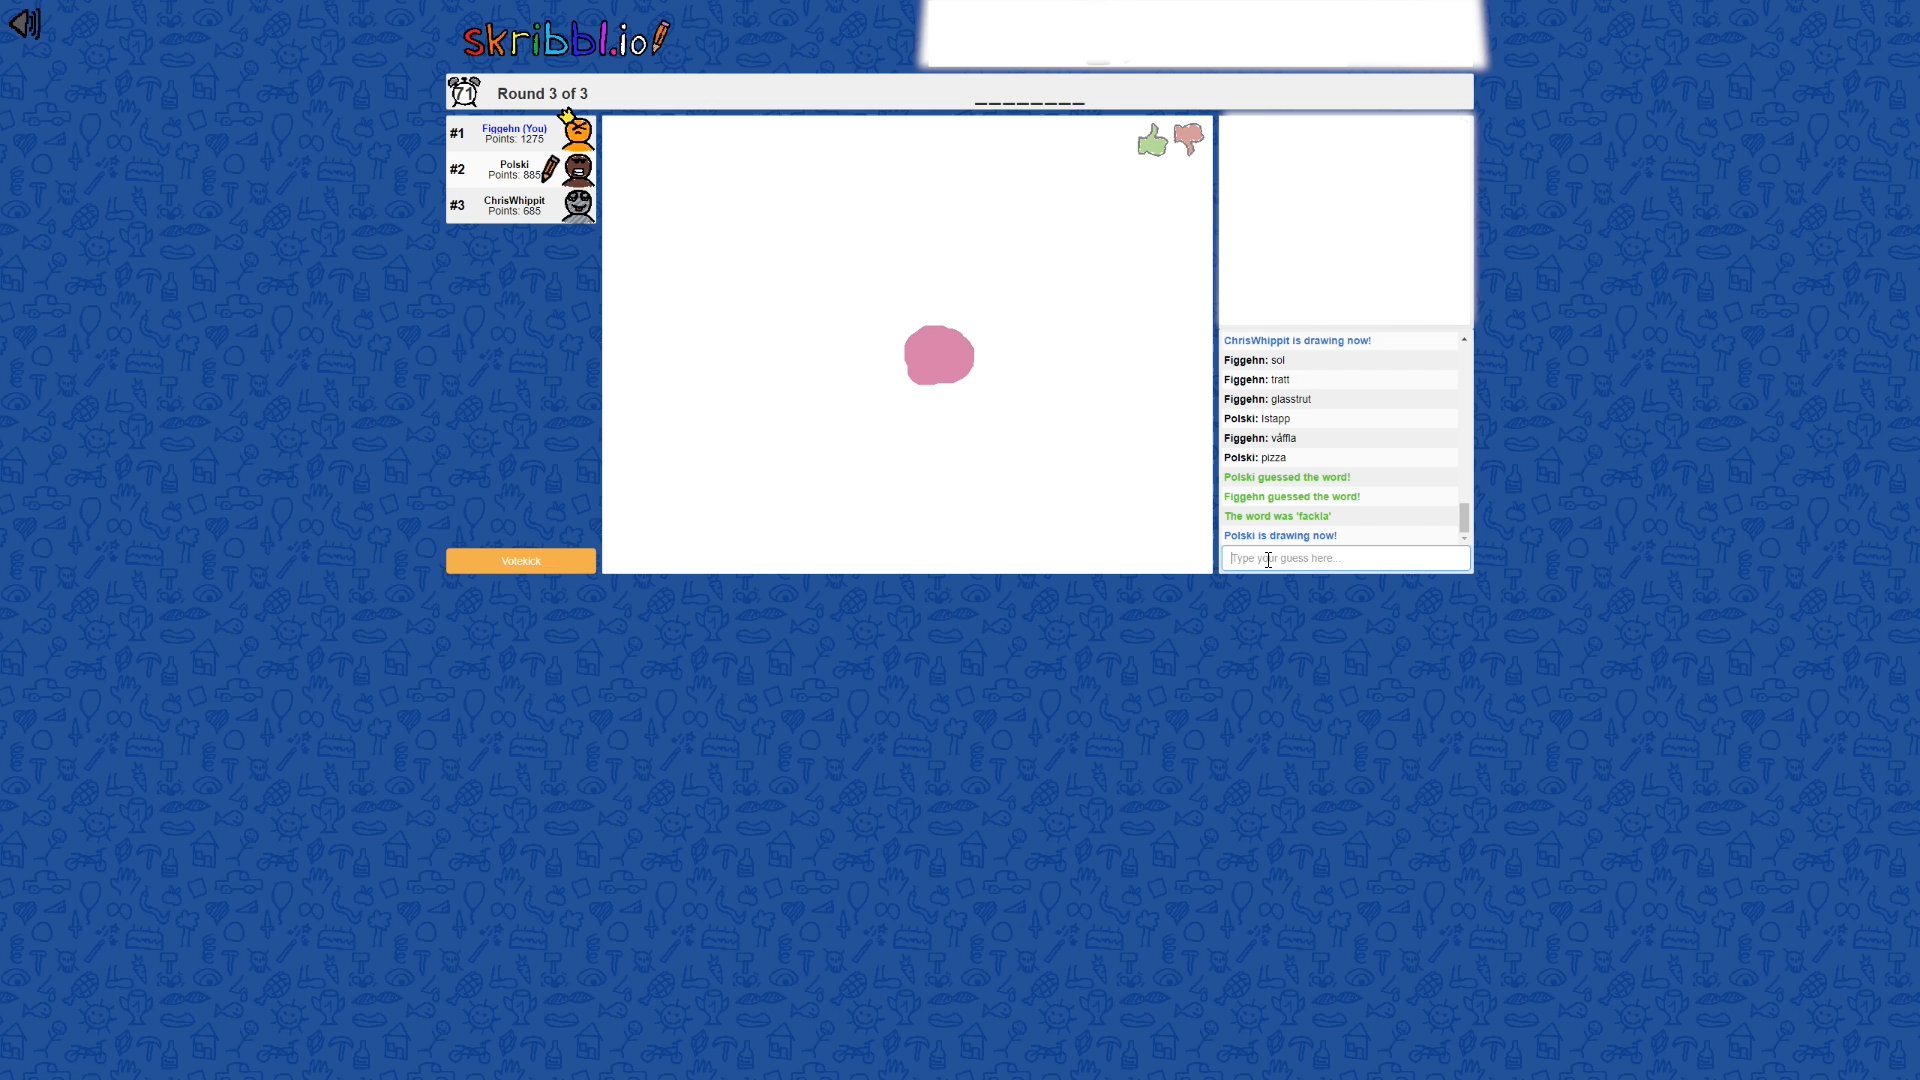 skribbl.io
71
Round 3 of 3
________
#1
Figgehn (You)
Points: 1275
#2
Polski
Points: 885
#3
ChrisWhippit
Points: 685
ChrisWhippit is drawing now!
Figgehn: sol
Figgehn: tratt
Figgehn: glasstrut
Polski: Istapp
Figgehn: våffla
Polski: pizza
Polski guessed the word!
Figgehn guessed the word!
The word was 'fackla'
Polski is drawing now!
Type your guess here...
Votekick